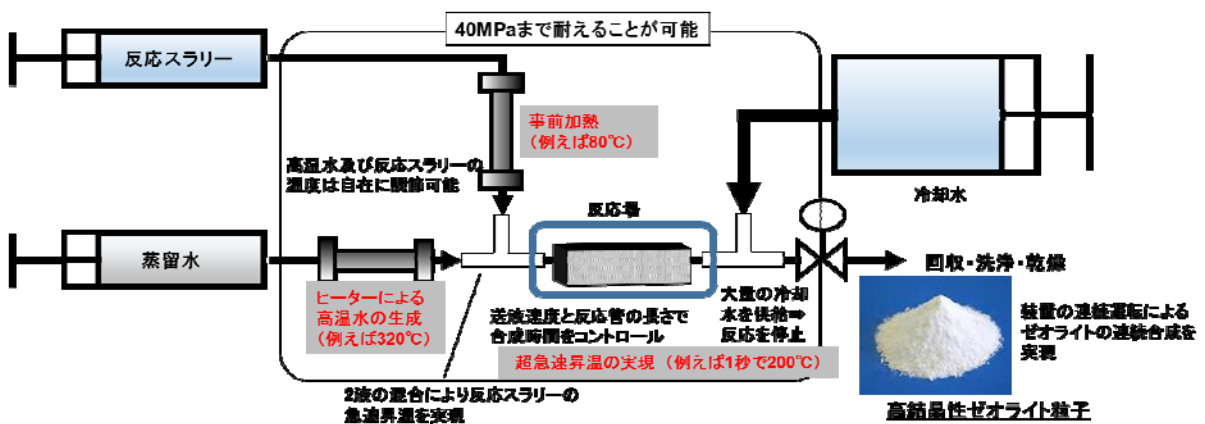 40MPaまで耐えることが可能
反応スラリー
事前加熱
(例えば80℃)
高温水及び反応スラリーの
温度は自在に調節可能
冷却水
反応場
蒸留水
回収・洗浄・乾燥
ヒーターによる
高温水の生成
(例えば320℃)
送液速度と反応管の長さで
合成時間をコントロール
大量の冷却
水を供給⇒
反応を停止
装置の連続運転による
ゼオライトの連続合成を
実現
超急速昇温の実現(例えば1秒で200℃)
2液の混合により反応スラリーの
急速昇温を実現
高結晶性ゼオライト粒子